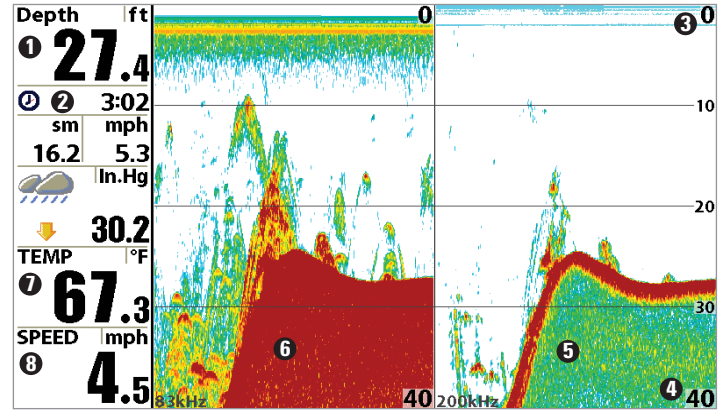 Depth ft
❶ 27.4
❷ 3:02
sm mph
16.2 5.3
In.Hg
30.2
TEMP °F
❼ 67.3
SPEED mph
❽ 4.5
0
❻
83kHz 40
❸ 0
10
20
30
❺
❹
200kHz 40